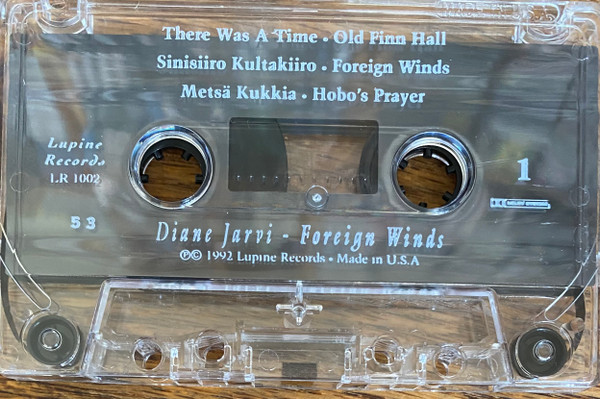 There Was A Time • Old Finn Hall
Sinisiiro Kultakiiro • Foreign Winds
Metsä Kukkia • Hobo's Prayer
Lupine
Records
LR 1002
1
53
Diane Jarvi - Foreign Winds
℗© 1992 Lupine Records • Made in U.S.A